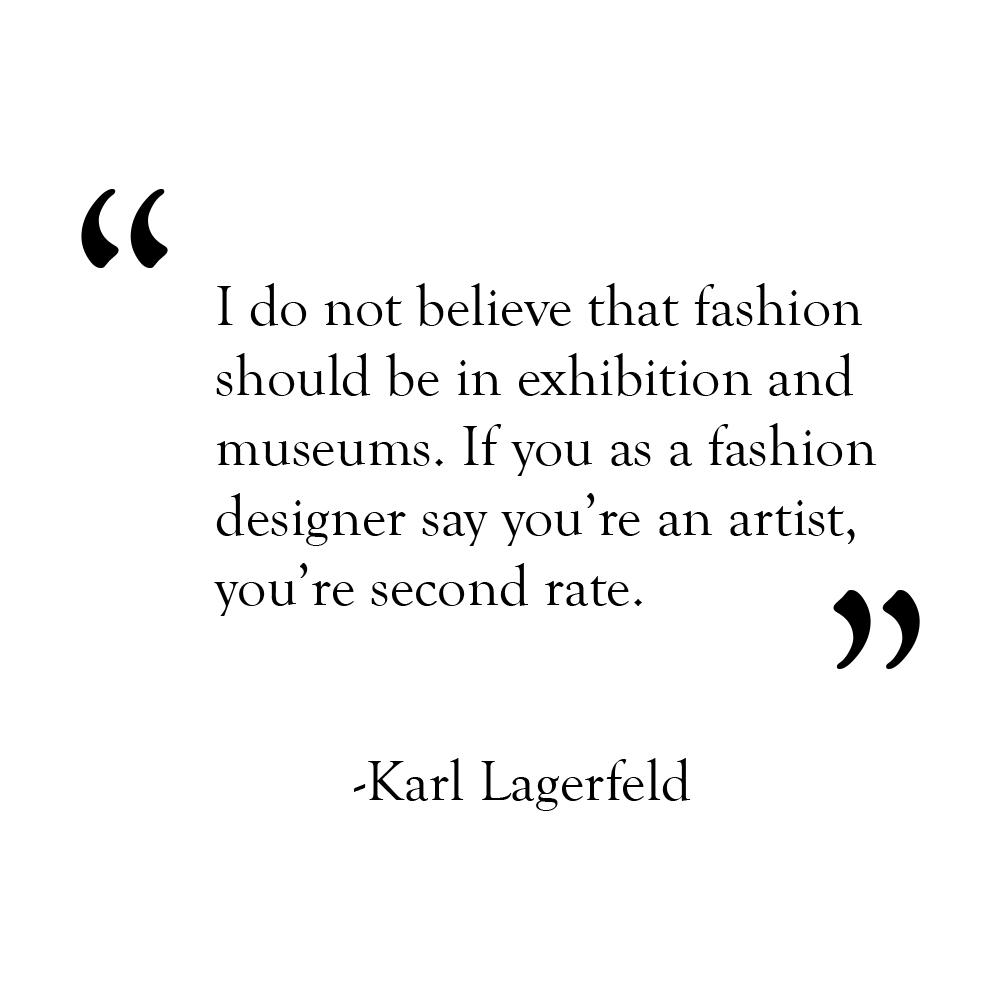 “
I do not believe that fashion
should be in exhibition and
museums. If you as a fashion
designer say you’re an artist,
you’re second rate.
”
-Karl Lagerfeld